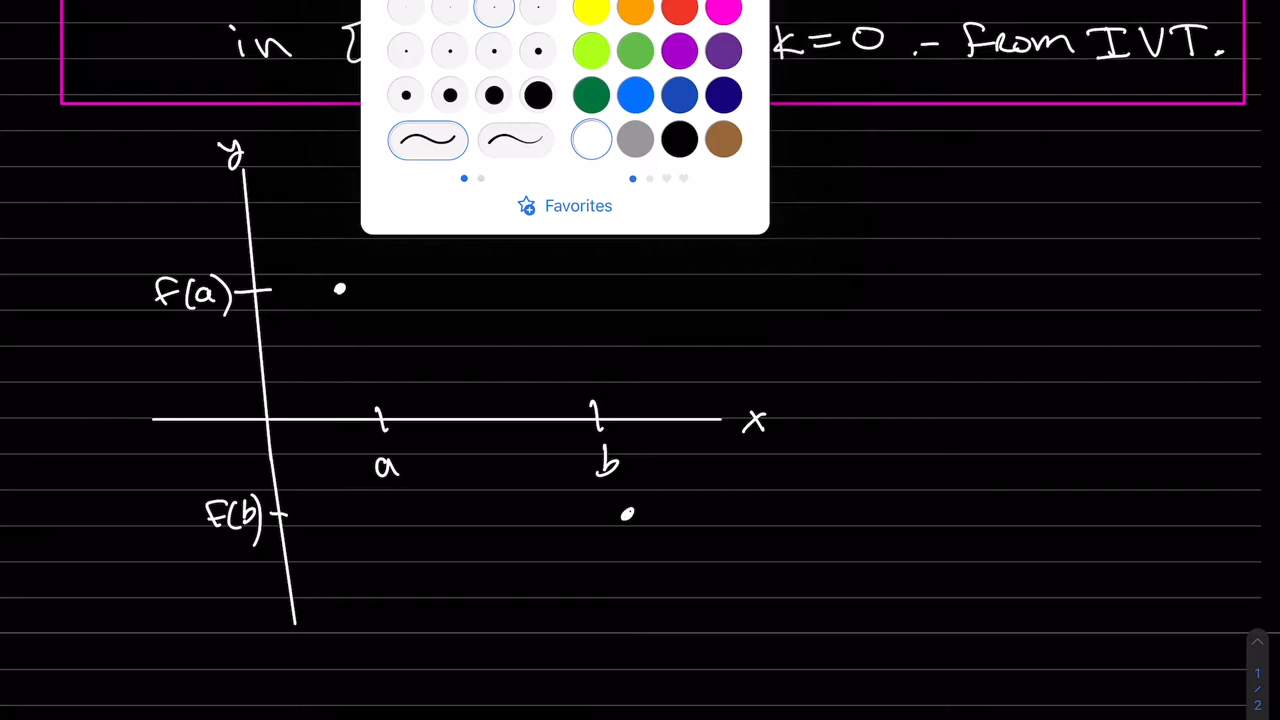 in [ k=0 .- from IVT.
Favorites
y
f(a)
x
a b
f(b)
1
/
2